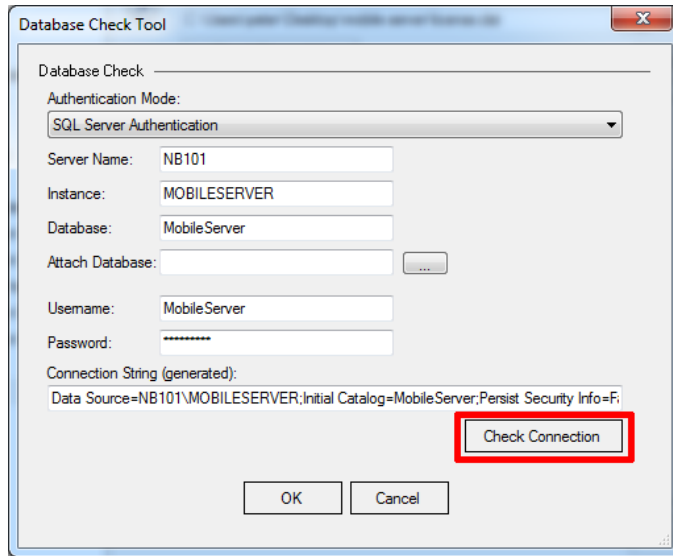 Database Check Tool
Database Check
Authentication Mode:
SQL Server Authentication
Server Name: NB101
Instance: MOBILESERVER
Database: MobileServer
Attach Database: ...
Username: MobileServer
Password: *********
Connection String (generated):
Data Source=NB101\MOBILESERVER;Initial Catalog=MobileServer;Persist Security Info=F
Check Connection
OK Cancel